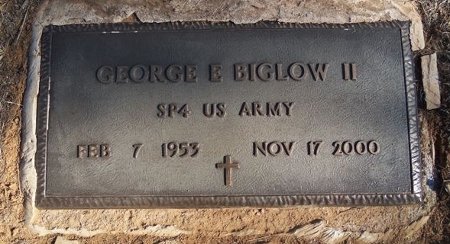 GEORGE E BIGLOW II
SP4 US ARMY
FEB 7 1953 NOV 17 2000